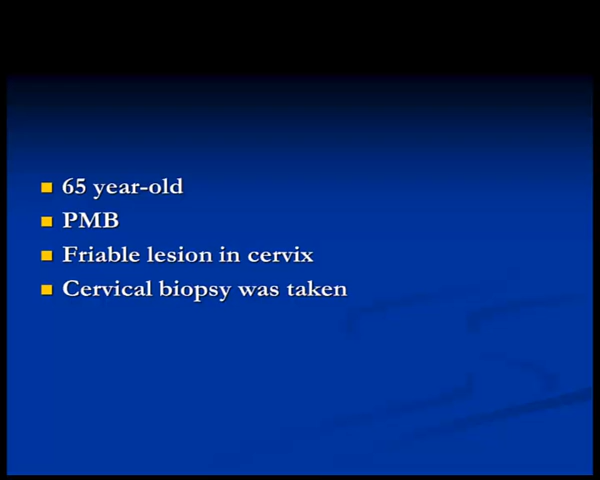 65 year-old
PMB
Friable lesion in cervix
Cervical biopsy was taken